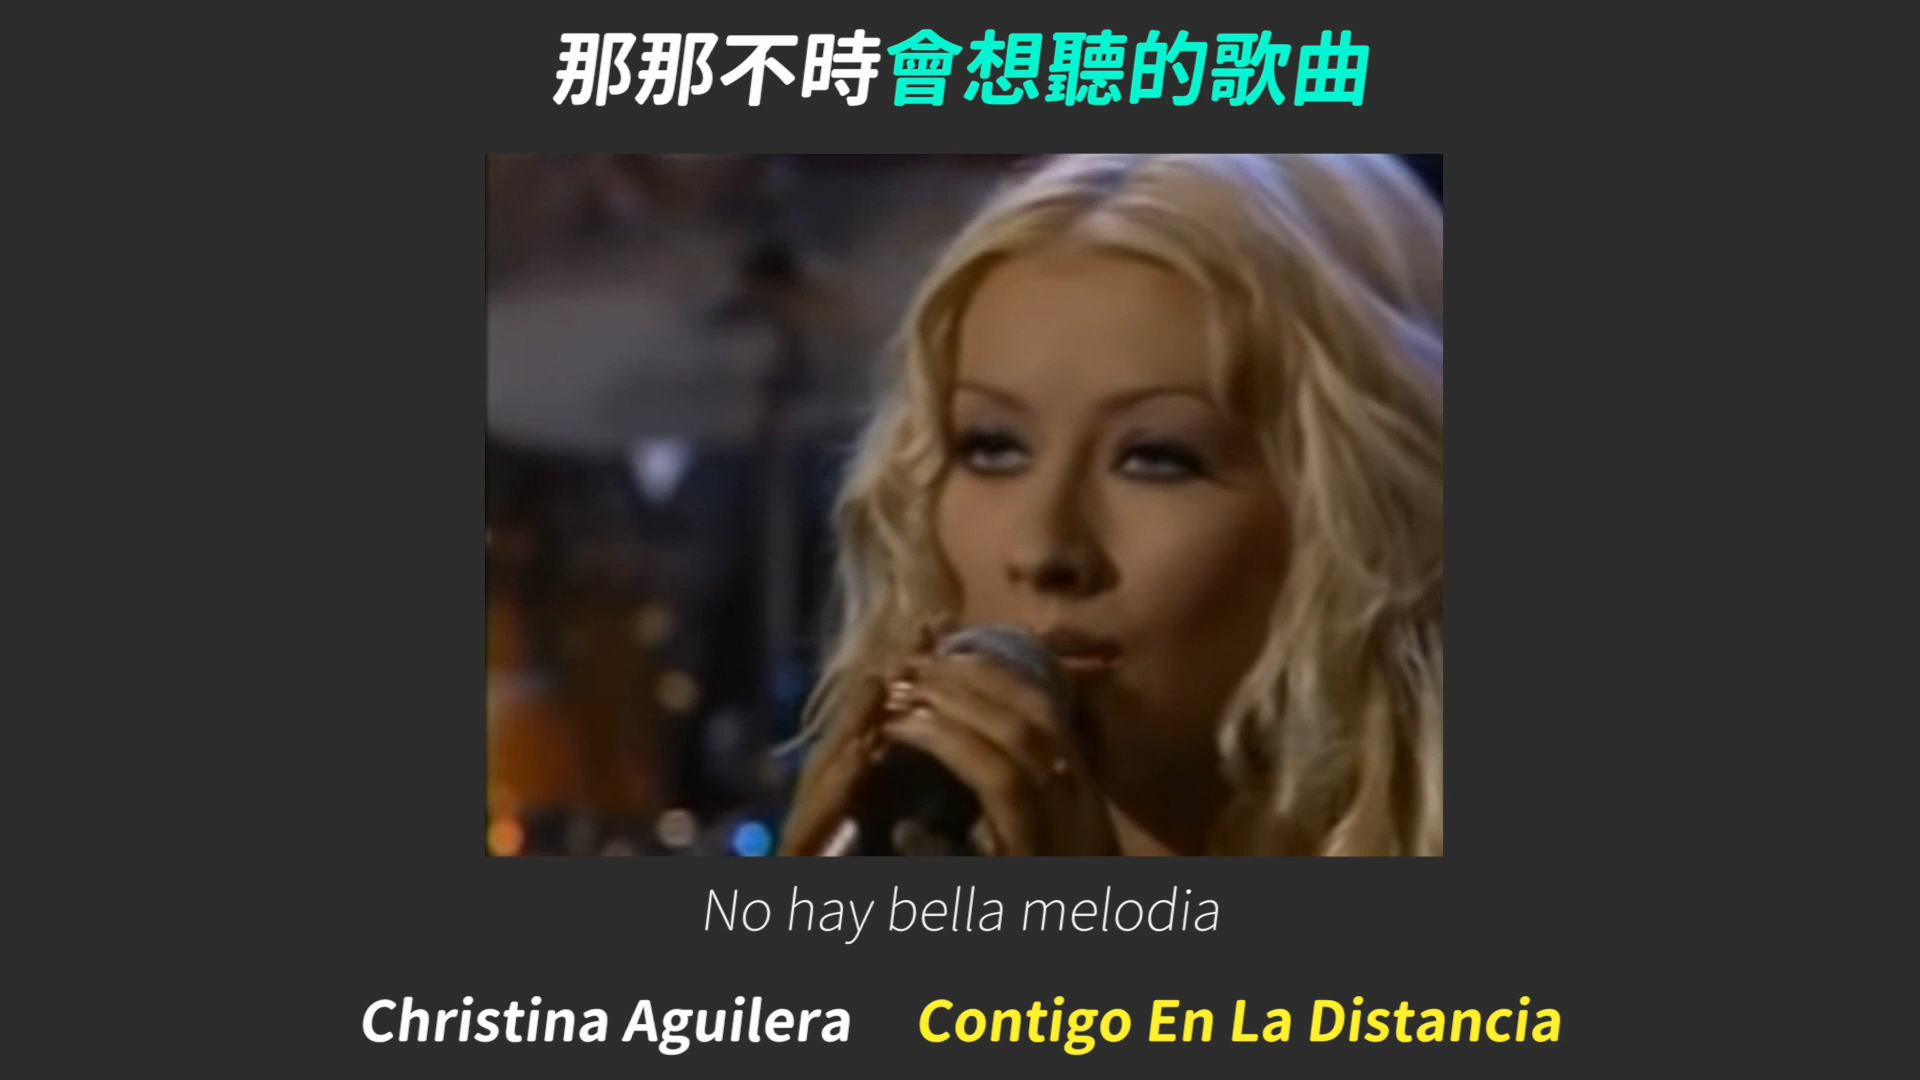 那那不時會想聽的歌曲
No hay bella melodia
Christina Aguilera Contigo En La Distancia